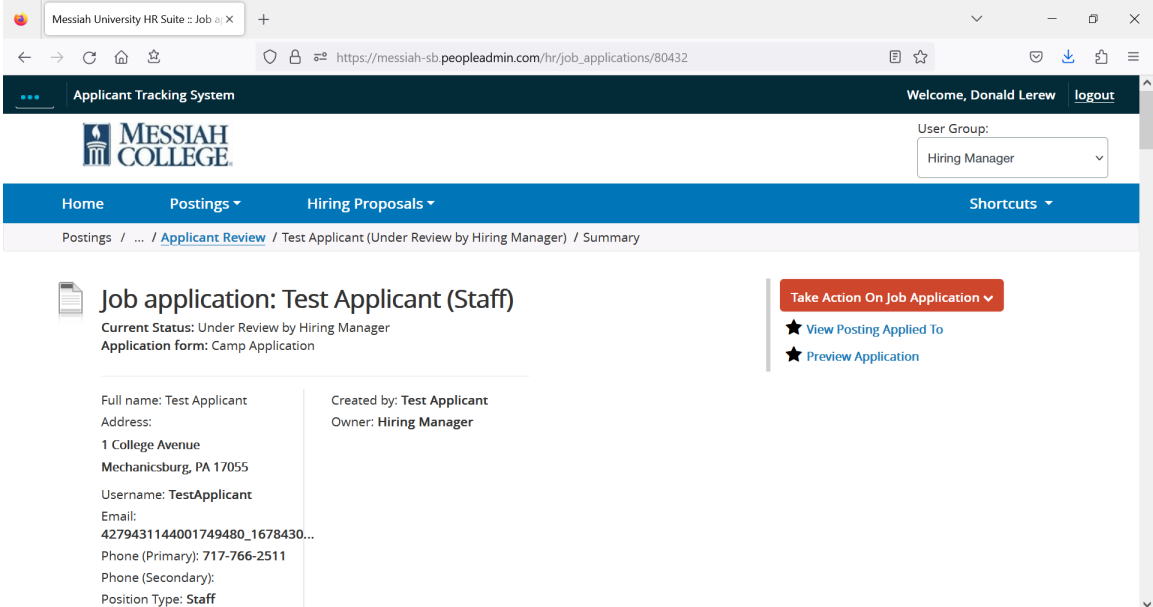 Messiah University HR Suite :: Job a
https://messiah-sb.peopleadmin.com/hr/job_applications/80432
Applicant Tracking System
Welcome, Donald Lerew logout
MESSIAH
COLLEGE
User Group:
Hiring Manager
Home Postings Hiring Proposals Shortcuts
Postings / ... / Applicant Review / Test Applicant (Under Review by Hiring Manager) / Summary
Job application: Test Applicant (Staff)
Current Status: Under Review by Hiring Manager
Application form: Camp Application
Take Action On Job Application
View Posting Applied To
Preview Application
Full name: Test Applicant
Address:
1 College Avenue
Mechanicsburg, PA 17055
Username: TestApplicant
Email:
4279431144001749480_1678430...
Phone (Primary): 717-766-2511
Phone (Secondary):
Position Type: Staff
Created by: Test Applicant
Owner: Hiring Manager